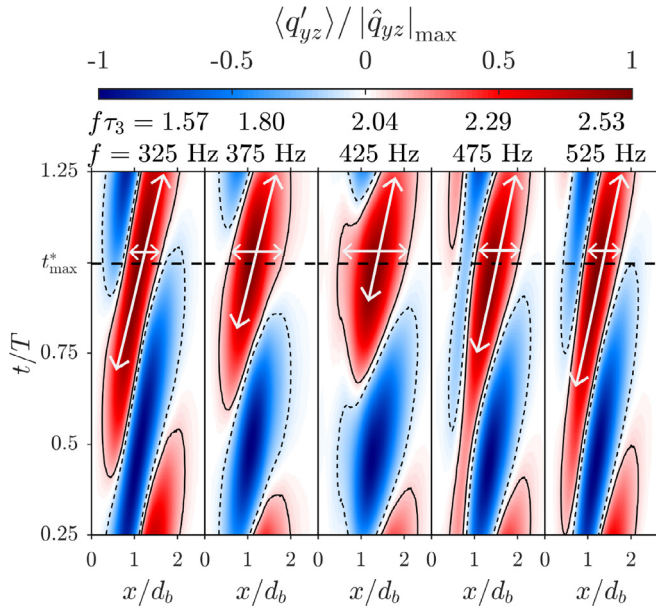 ⟨q′yz⟩/ |q̂yz|max
-1 -0.5 0 0.5 1
fτ3 = 1.57 1.80 2.04 2.29 2.53
f = 325 Hz 375 Hz 425 Hz 475 Hz 525 Hz
1.25
t*max
0.75
0.5
0.25
t/T
0 1 2 0 1 2 0 1 2 0 1 2 0 1 2
x/db x/db x/db x/db x/db